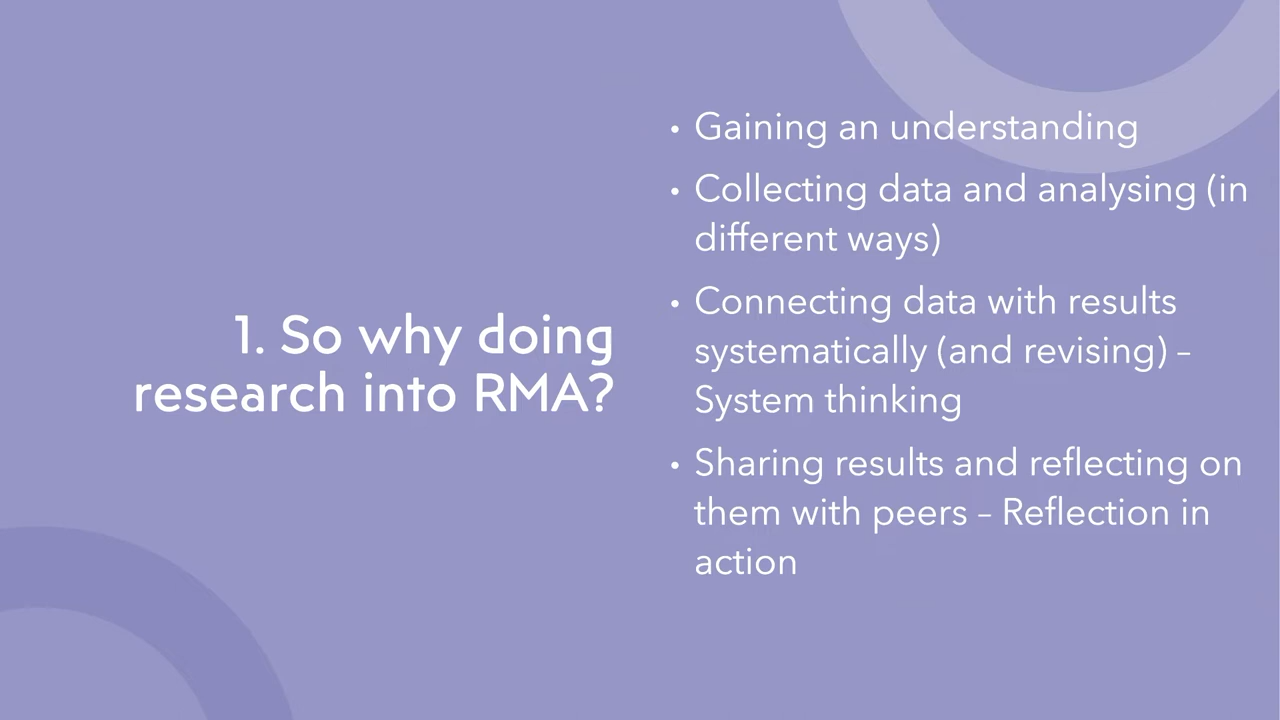 1. So why doing
research into RMA?
• Gaining an understanding
• Collecting data and analysing (in
different ways)
• Connecting data with results
systematically (and revising) –
System thinking
• Sharing results and reflecting on
them with peers – Reflection in
action